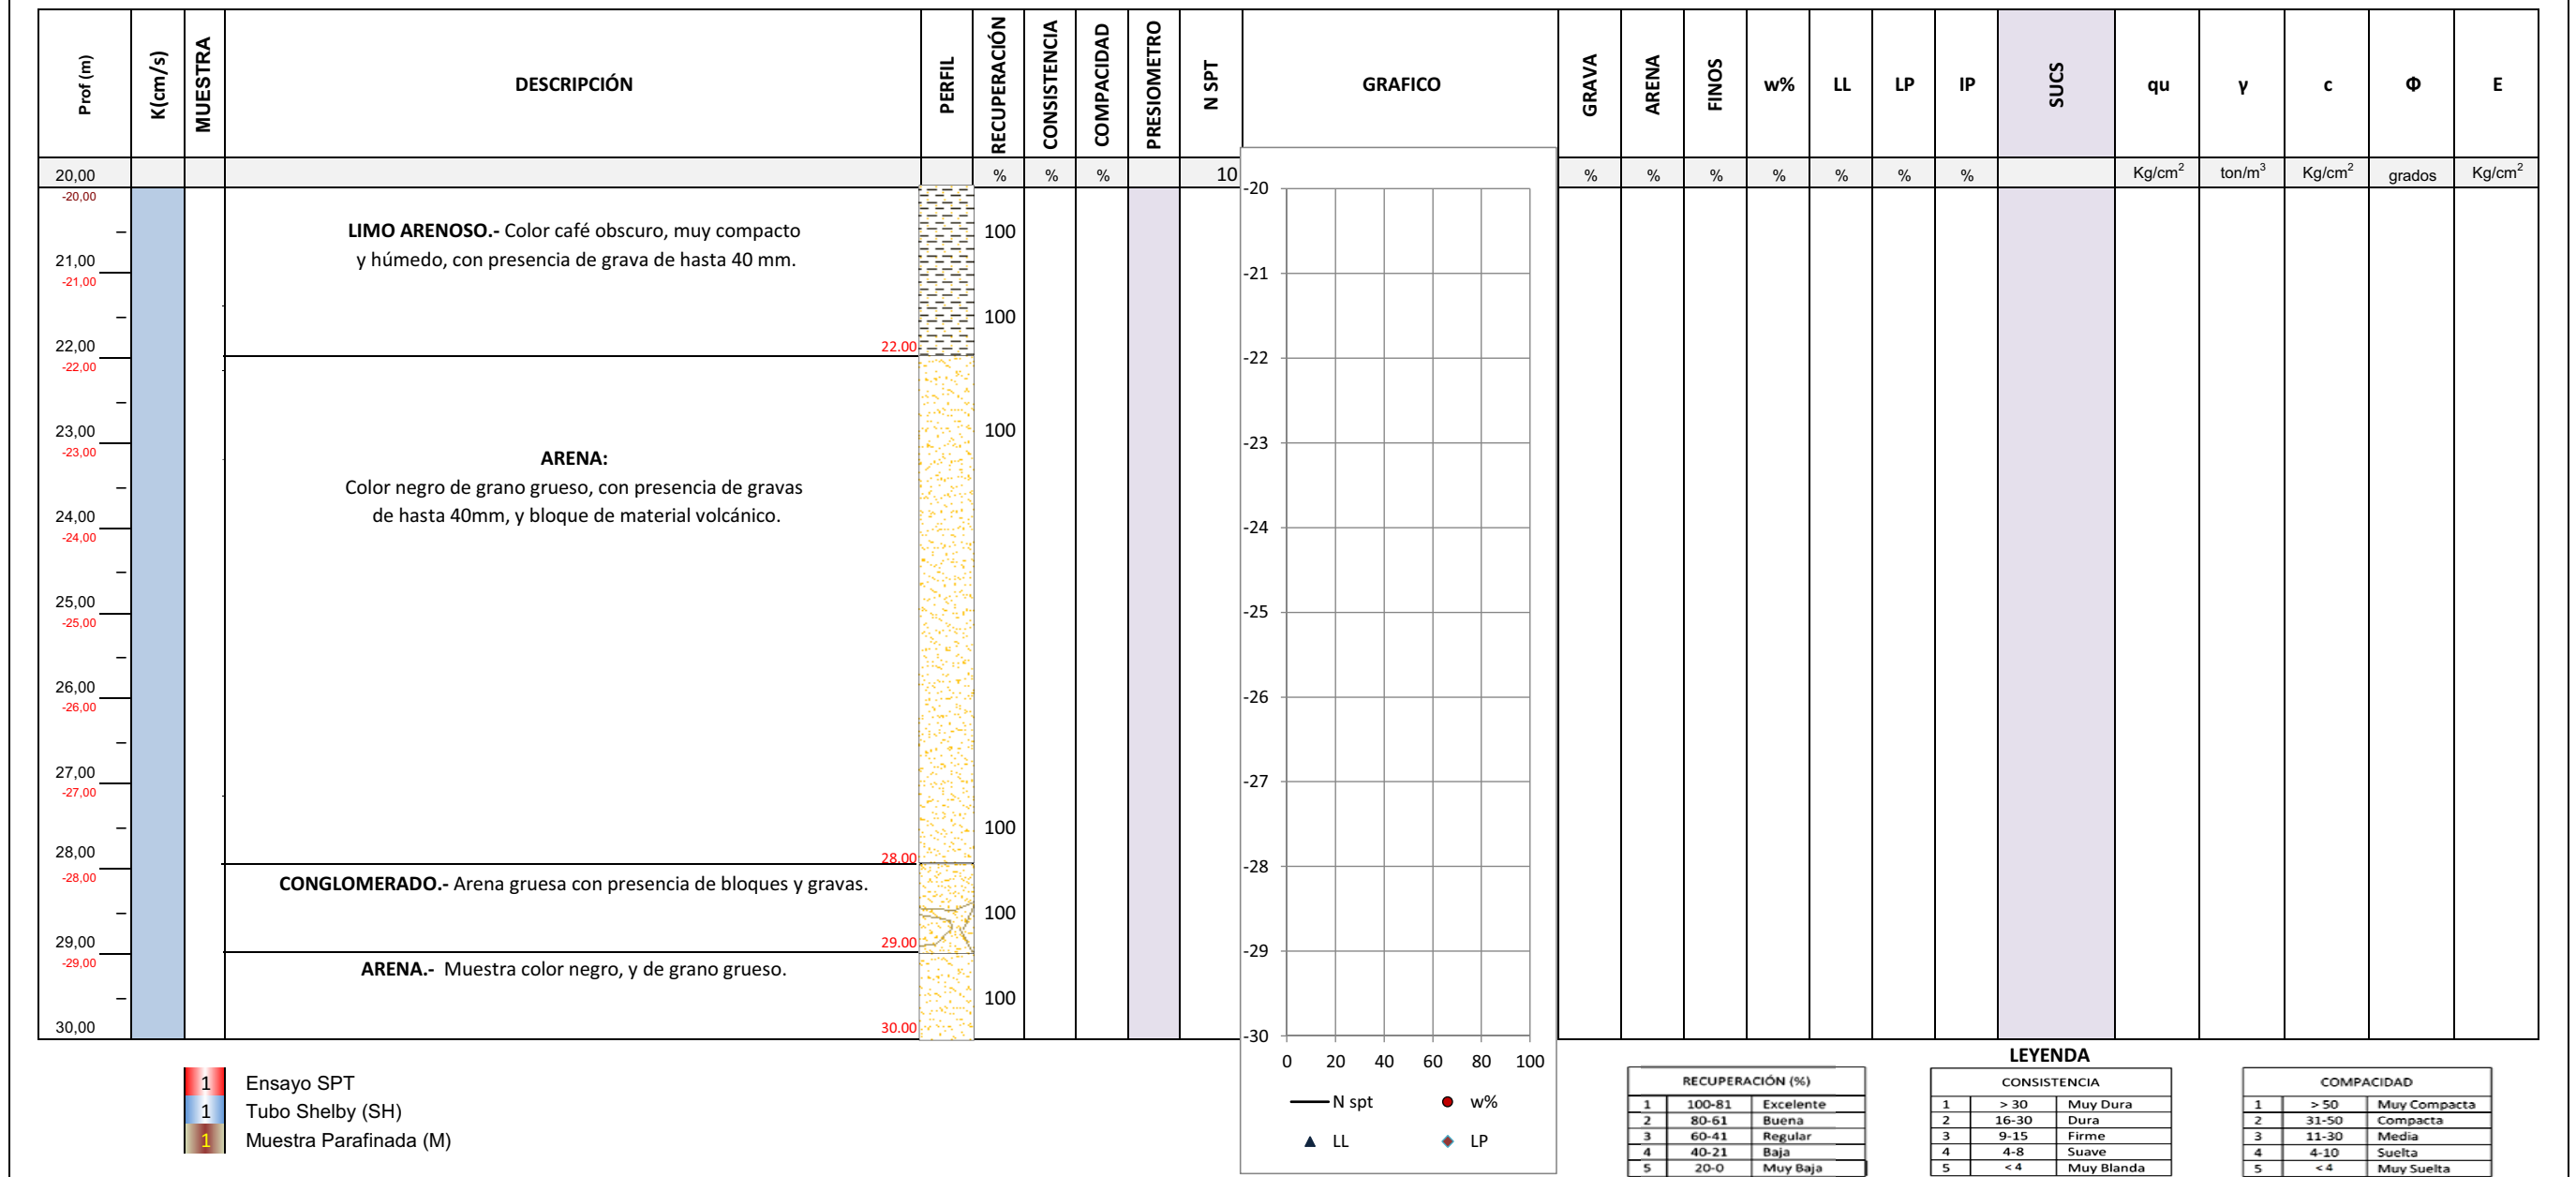 Prof (m) K(cm/s) MUESTRA DESCRIPCIÓN PERFIL RECUPERACIÓN CONSISTENCIA COMPACIDAD PRESIOMETRO N SPT GRAFICO GRAVA ARENA FINOS w% LL LP IP SUCS qu γ c Φ E
20,00 % % % 10 % % % % % % % Kg/cm² ton/m³ Kg/cm² grados Kg/cm²
-20,00 -20
LIMO ARENOSO.- Color café obscuro, muy compacto 100
y húmedo, con presencia de grava de hasta 40 mm.
21,00
-21,00 -21
100
22,00 22.00
-22,00 -22
23,00 100
-23,00 -23
ARENA:
Color negro de grano grueso, con presencia de gravas
24,00 de hasta 40mm, y bloque de material volcánico.
-24,00 -24
25,00
-25,00 -25
26,00
-26,00 -26
27,00
-27,00 -27
100
28,00 28.00
-28,00 -28
CONGLOMERADO.- Arena gruesa con presencia de bloques y gravas.
100
29,00 29.00
-29,00 -29
ARENA.- Muestra color negro, y de grano grueso.
100
30,00 30.00 -30
0 20 40 60 80 100
N spt w%
LL LP
1 Ensayo SPT
1 Tubo Shelby (SH)
1 Muestra Parafinada (M)
LEYENDA
RECUPERACIÓN (%)
1 100-81 Excelente
2 80-61 Buena
3 60-41 Regular
4 40-21 Baja
5 20-0 Muy Baja
CONSISTENCIA
1 > 30 Muy Dura
2 16-30 Dura
3 9-15 Firme
4 4-8 Suave
5 < 4 Muy Blanda
COMPACIDAD
1 > 50 Muy Compacta
2 31-50 Compacta
3 11-30 Media
4 4-10 Suelta
5 < 4 Muy Suelta